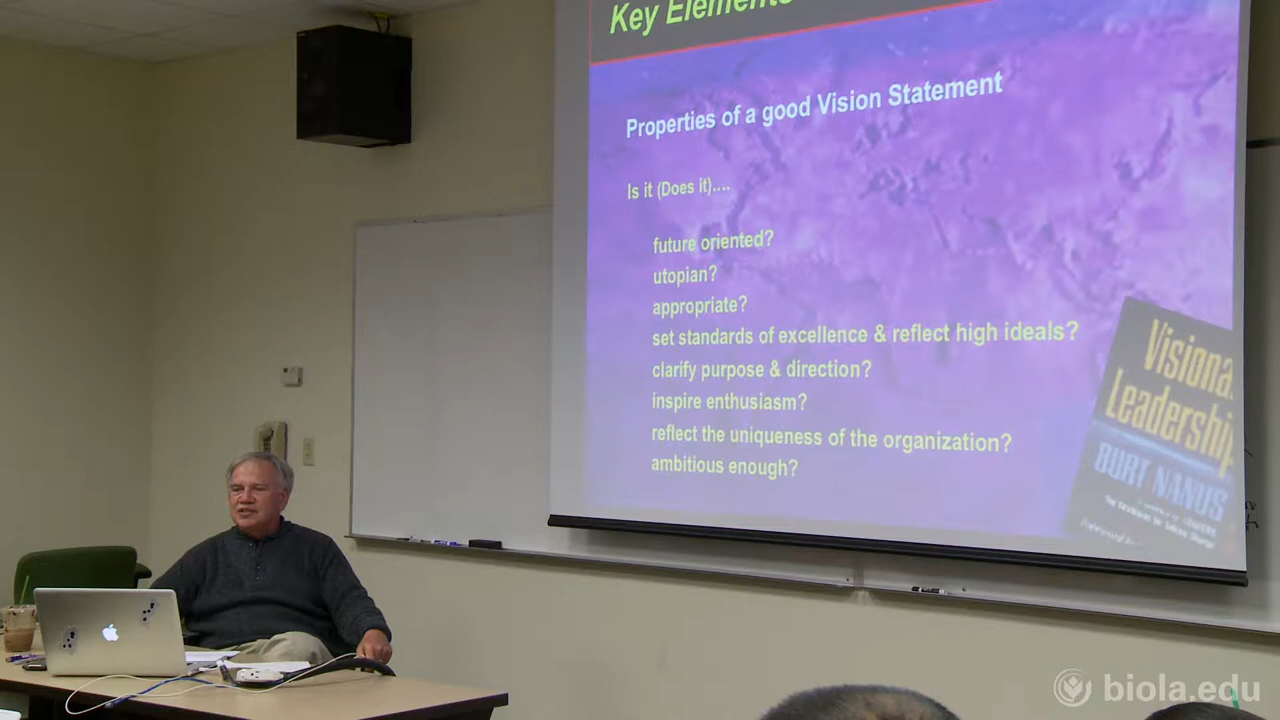 Key Elements
Properties of a good Vision Statement
Is it (Does it)....
future oriented?
utopian?
appropriate?
set standards of excellence & reflect high ideals?
clarify purpose & direction?
inspire enthusiasm?
reflect the uniqueness of the organization?
ambitious enough?
Visiona
Leadership
BURT NANUS
biola.edu